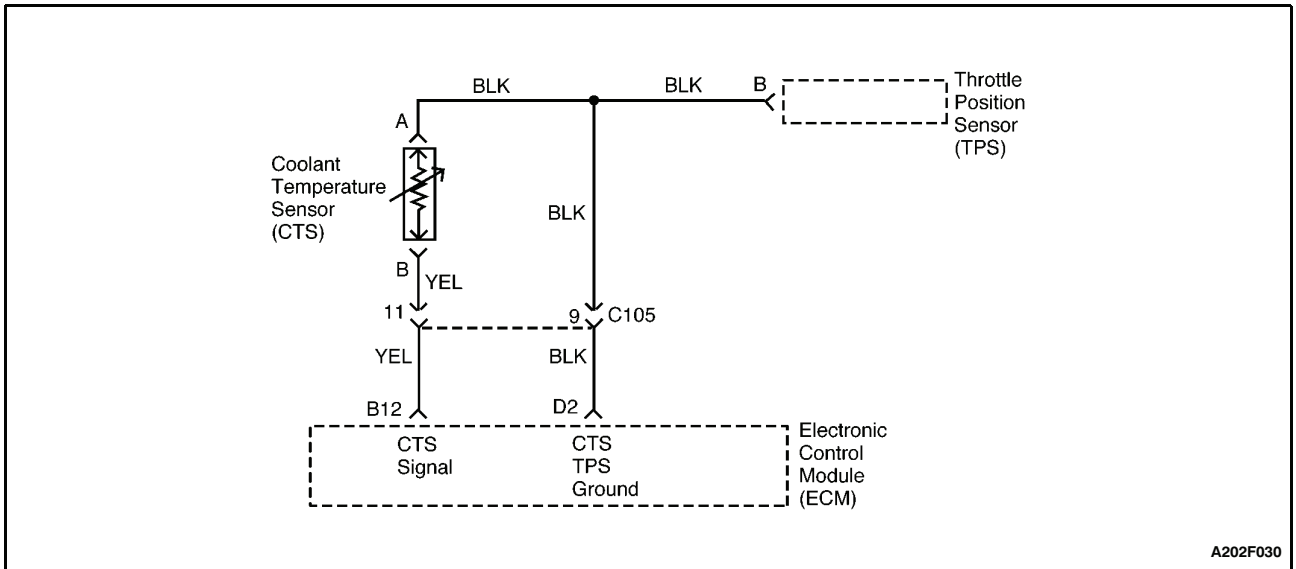 BLK
BLK
B
Throttle
Position
Sensor
(TPS)
A
Coolant
Temperature
Sensor
(CTS)
BLK
B
YEL
11
9
C105
YEL
BLK
B12
D2
CTS
Signal
CTS
TPS
Ground
Electronic
Control
Module
(ECM)
A202F030